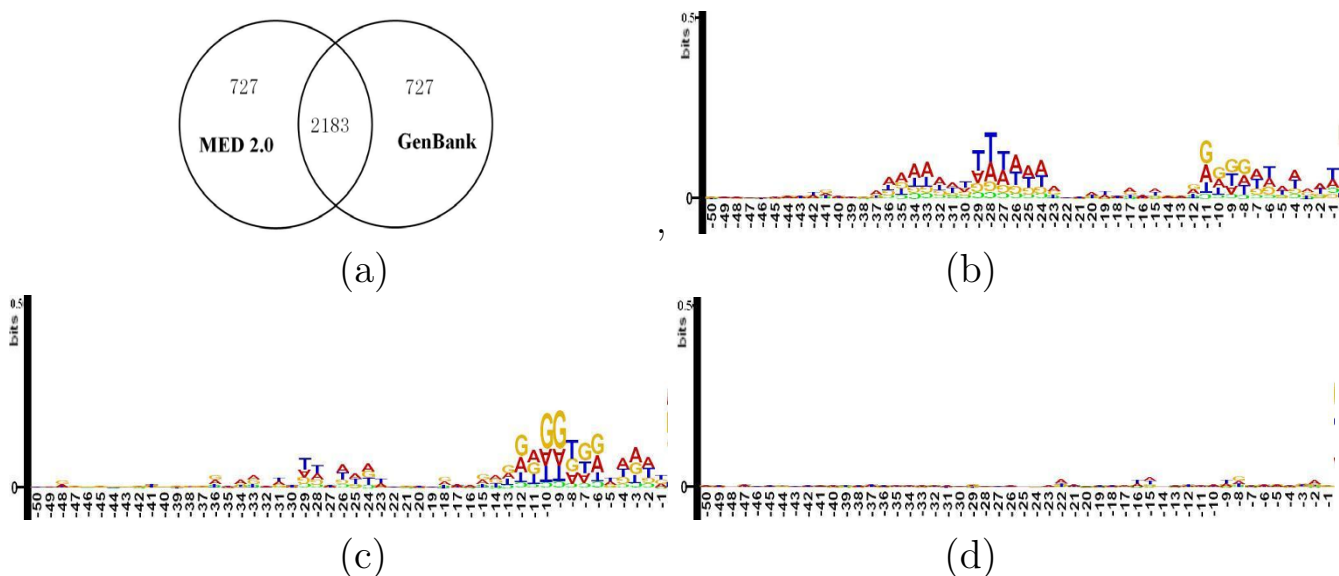 727 727
2183
MED 2.0 GenBank
,
(a)
0.5
bits
0
-50 -49 -48 -47 -46 -45 -44 -43 -42 -41 -40 -39 -38 -37 -36 -35 -34 -33 -32 -31 -30 -29 -28 -27 -26 -25 -24 -23 -22 -21 -20 -19 -18 -17 -16 -15 -14 -13 -12 -11 -10 -9 -8 -7 -6 -5 -4 -3 -2 -1
(b)
0.5
bits
0
-50 -49 -48 -47 -46 -45 -44 -43 -42 -41 -40 -39 -38 -37 -36 -35 -34 -33 -32 -31 -30 -29 -28 -27 -26 -25 -24 -23 -22 -21 -20 -19 -18 -17 -16 -15 -14 -13 -12 -11 -10 -9 -8 -7 -6 -5 -4 -3 -2 -1
(c)
0.5
bits
0
-50 -49 -48 -47 -46 -45 -44 -43 -42 -41 -40 -39 -38 -37 -36 -35 -34 -33 -32 -31 -30 -29 -28 -27 -26 -25 -24 -23 -22 -21 -20 -19 -18 -17 -16 -15 -14 -13 -12 -11 -10 -9 -8 -7 -6 -5 -4 -3 -2 -1
(d)